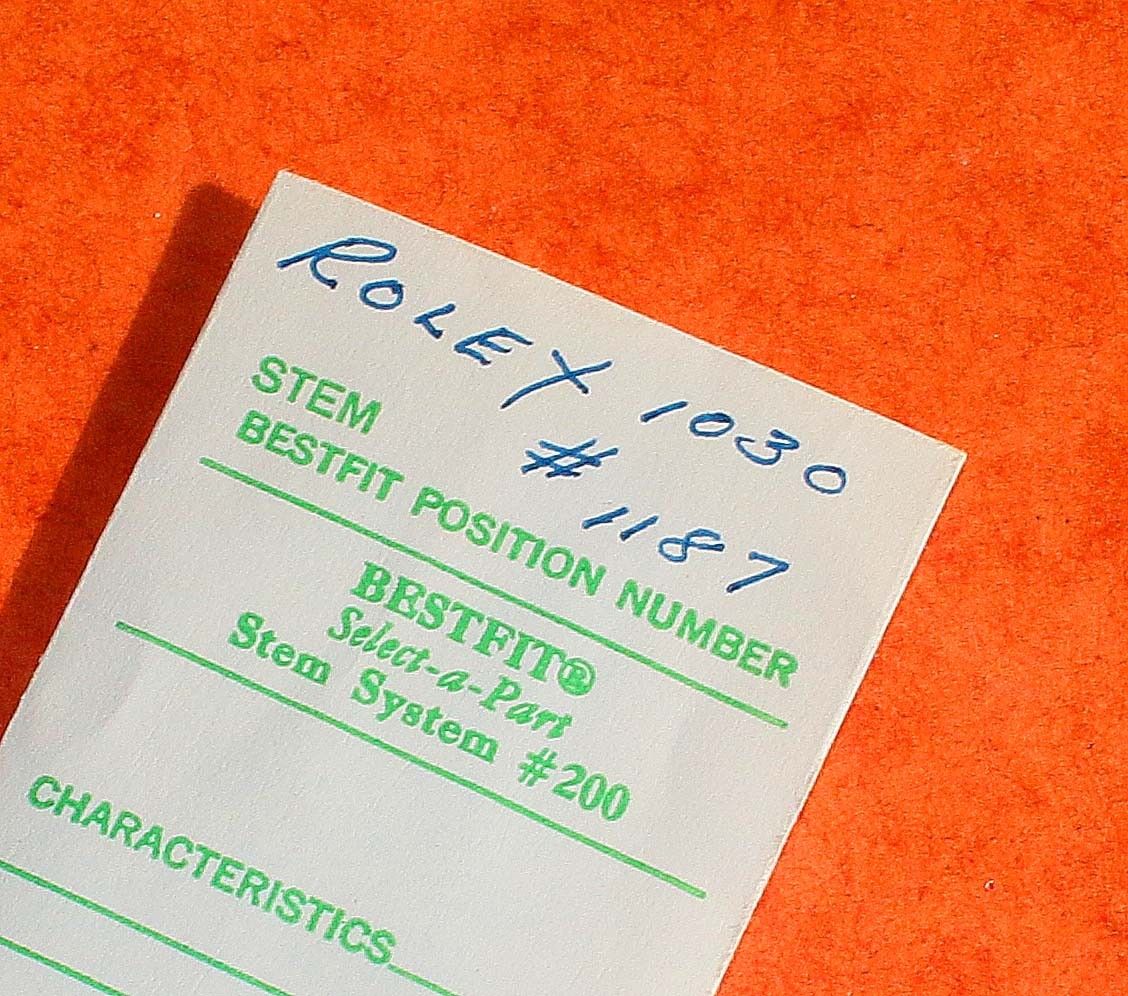 ROLEX 1030
# 1187
STEM
BESTFIT POSITION NUMBER
BESTFIT®
Select-a-Part
Stem System #200
CHARACTERISTICS